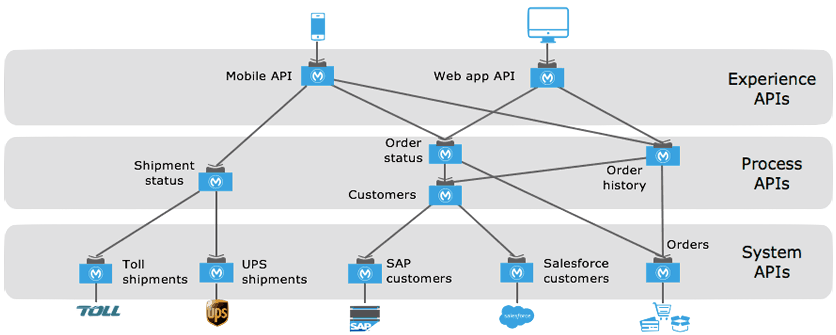 Mobile API
Web app API
Experience
APIs
Shipment
status
Order
status
Customers
Order
history
Process
APIs
Toll
shipments
UPS
shipments
SAP
customers
Salesforce
customers
Orders
System
APIs
TOLL
ups
SAP
salesforce